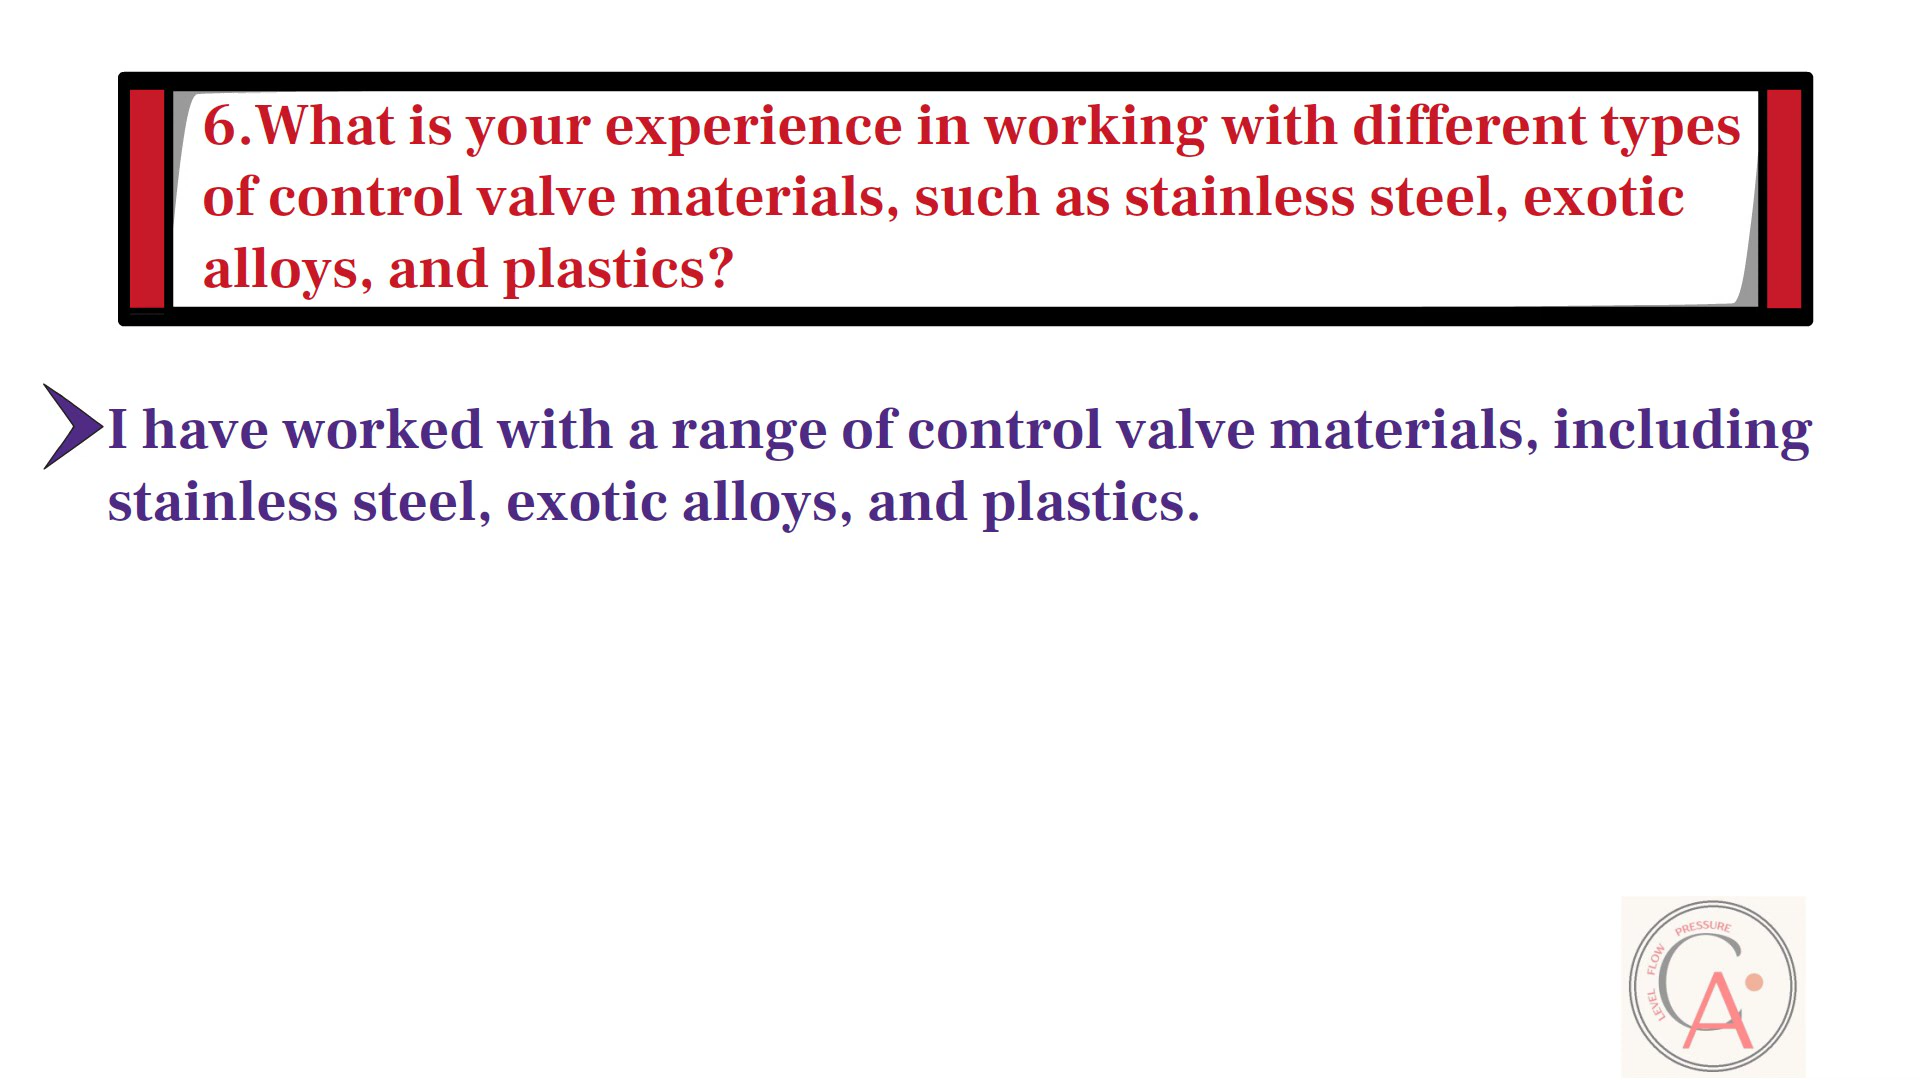 6.What is your experience in working with different types
of control valve materials, such as stainless steel, exotic
alloys, and plastics?
I have worked with a range of control valve materials, including
stainless steel, exotic alloys, and plastics.
LEVEL FLOW PRESSURE
CA